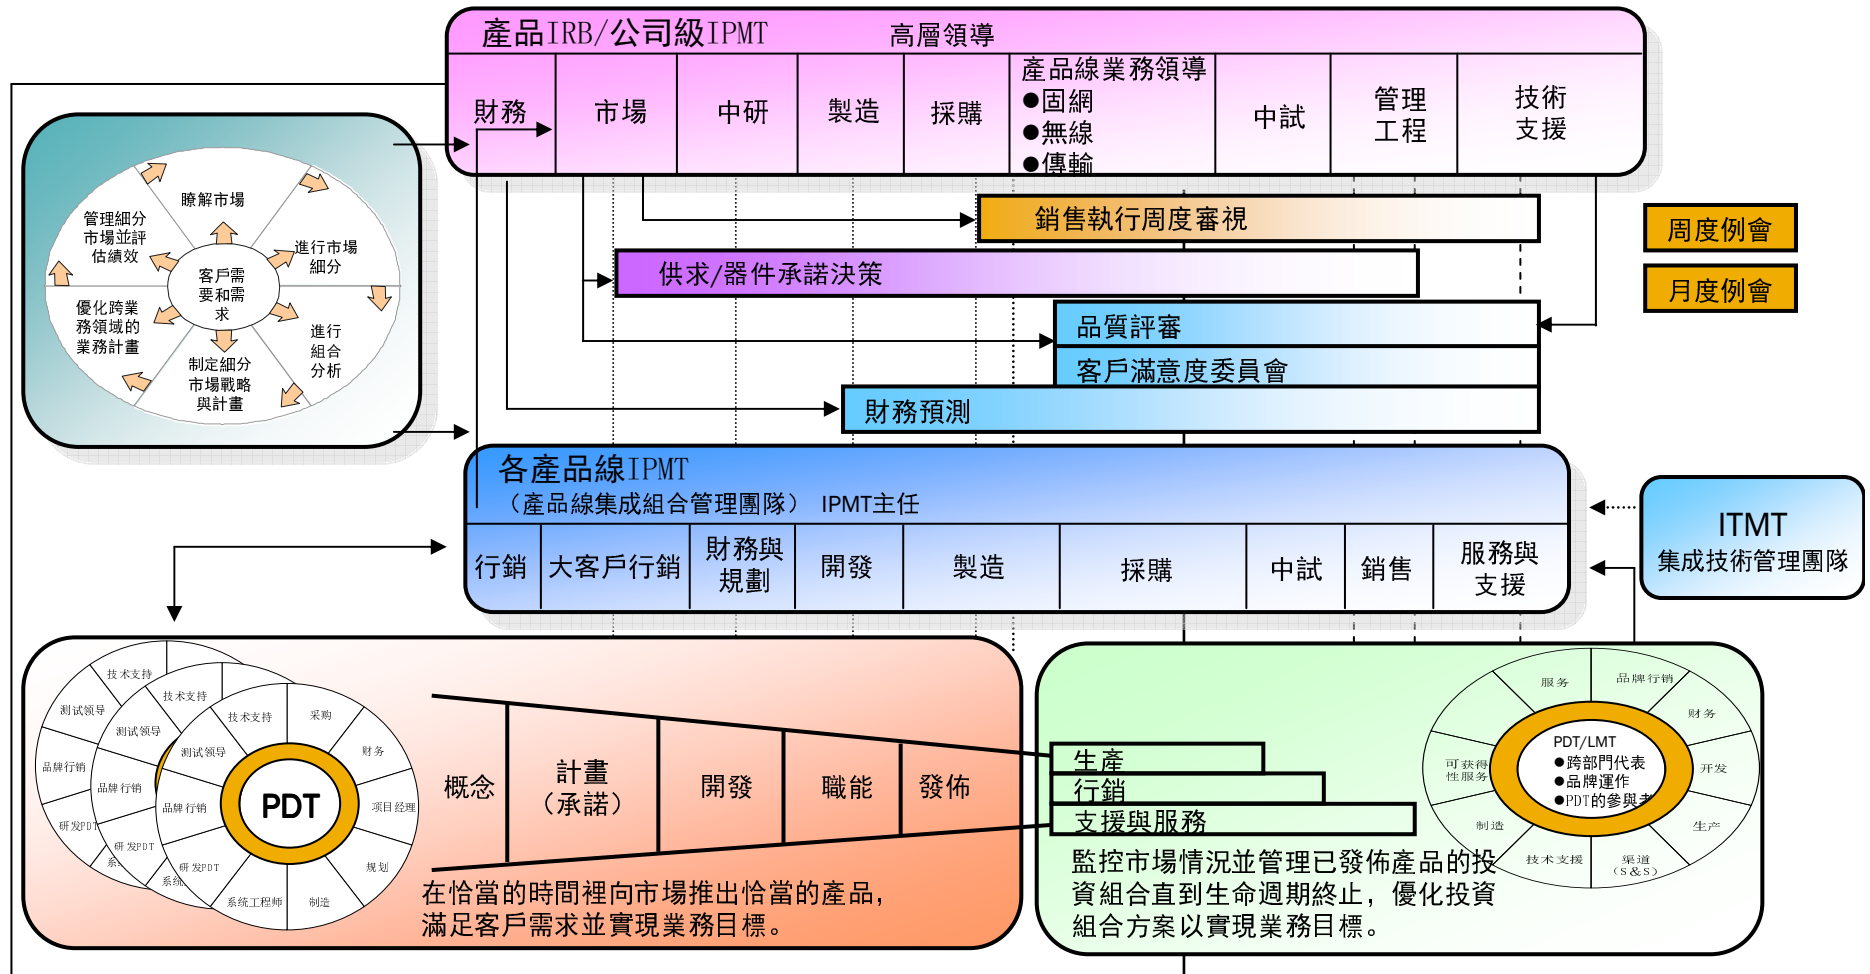 產品IRB/公司級IPMT
高層領導
財務
市場
中研
製造
採購
產品線業務領導
●固網
●無線
●傳輸
中試
管理
工程
技術
支援
瞭解市場
進行市場
細分
進行
組合
分析
制定細分
市場戰略
與計畫
優化跨業
務領域的
業務計畫
管理細分
市場並評
估績效
客戶需
要和需
求
銷售執行周度審視
供求/器件承諾決策
品質評審
客戶滿意度委員會
財務預測
周度例會
月度例會
各產品線IPMT
（產品線集成組合管理團隊） IPMT主任
行銷
大客戶行銷
財務與
規劃
開發
製造
採購
中試
銷售
服務與
支援
ITMT
集成技術管理團隊
技术支持
测试领导
品牌行销
研发PDT
技术支持
测试领导
品牌行销
研发PDT
技术支持
采购
财务
项目经理
规划
制造
系统工程师
研发PDT
品牌行销
测试领导
PDT
概念
計畫
（承諾）
開發
職能
發佈
在恰當的時間裡向市場推出恰當的產品，
滿足客戶需求並實現業務目標。
生產
行銷
支援與服務
監控市場情況並管理已發佈產品的投
資組合直到生命週期終止，優化投資
組合方案以實現業務目標。
服务
品牌行销
财务
开发
生产
渠道
(S&S)
技术支援
制造
可获得
性服务
PDT/LMT
●跨部門代表
●品牌運作
●PDT的參與者